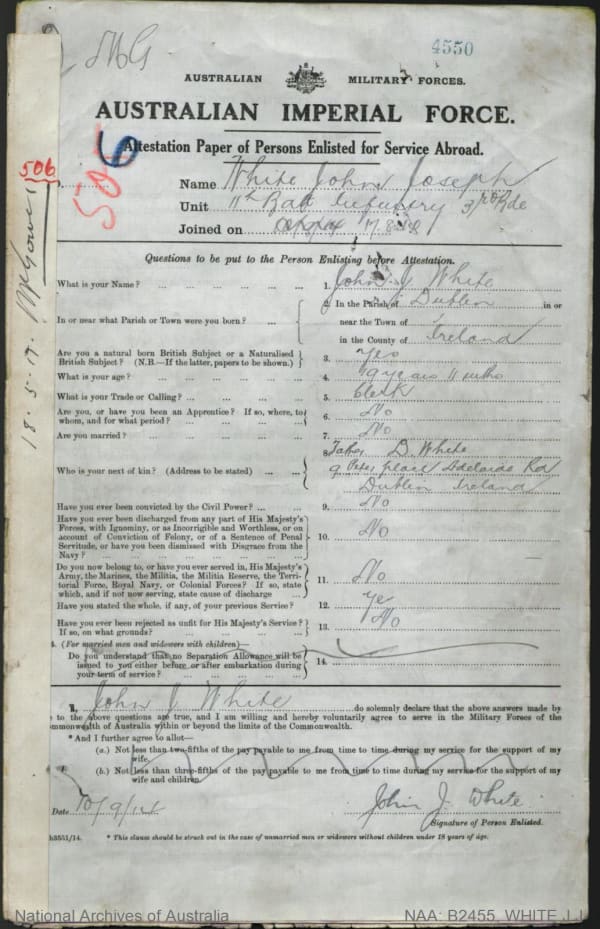 4550
AUSTRALIAN MILITARY FORCES.
AUSTRALIAN IMPERIAL FORCE.
Attestation Paper of Persons Enlisted for Service Abroad.
506
506
18.5.17.
Name White John Joseph
Unit 11th Batt Infantry 3rd Bde
Joined on
Questions to be put to the Person Enlisting before Attestation.
What is your Name? ... 1. John J. White
In or near what Parish or Town were you born? ... 2. In the Parish of Dublin in or
near the Town of
in the County of Ireland
Are you a natural born British Subject or a Naturalised British Subject? (N.B.—If the latter, papers to be shown.) 3. Yes
What is your age? ... 4. 19 years 11 mths
What is your Trade or Calling? ... 5. Clerk
Are you, or have you been an Apprentice? If so, where, to whom, and for what period? ... 6. No
Are you married? ... 7. No
Who is your next of kin? (Address to be stated) ... 8. Father D. White
9 place Adelaide Rd
Dublin Ireland
Have you ever been convicted by the Civil Power? ... 9. No
Have you ever been discharged from any part of His Majesty's
Forces, with Ignominy, or as Incorrigible and Worthless, or on
account of Conviction of Felony, or of a Sentence of Penal
Servitude, or have you been dismissed with Disgrace from the
Navy? ... 10. No
Do you now belong to, or have you ever served in, His Majesty's
Army, the Marines, the Militia, the Militia Reserve, the Terri-
torial Force, Royal Navy, or Colonial Forces? If so, state
which, and if not now serving, state cause of discharge ... 11. No
Have you stated the whole, if any, of your previous Service? 12. Ye
Have you ever been rejected as unfit for His Majesty's Service?
If so, on what grounds? ... 13. No
(For married men and widowers with children)—
Do you understand that no Separation Allowance will be
issued to you either before or after embarkation during
your term of service? ... 14.
I, John J. White do solemnly declare that the above answers made by
to the above questions are true, and I am willing and hereby voluntarily agree to serve in the Military Forces of the
mmonwealth of Australia within or beyond the limits of the Commonwealth.
* And I further agree to allot—
(a.) Not less than two-fifths of the pay payable to me from time to time during my service for the support of my
wife.
(b.) Not less than three-fifths of the pay payable to me from time to time during my service for the support of my
wife and children.
Date 10/9/14 John J. White
Signature of Person Enlisted.
3551/14. * This clause should be struck out in the case of unmarried men or widowers without children under 18 years of age.
National Archives of Australia NAA: B2455, WHITE J J